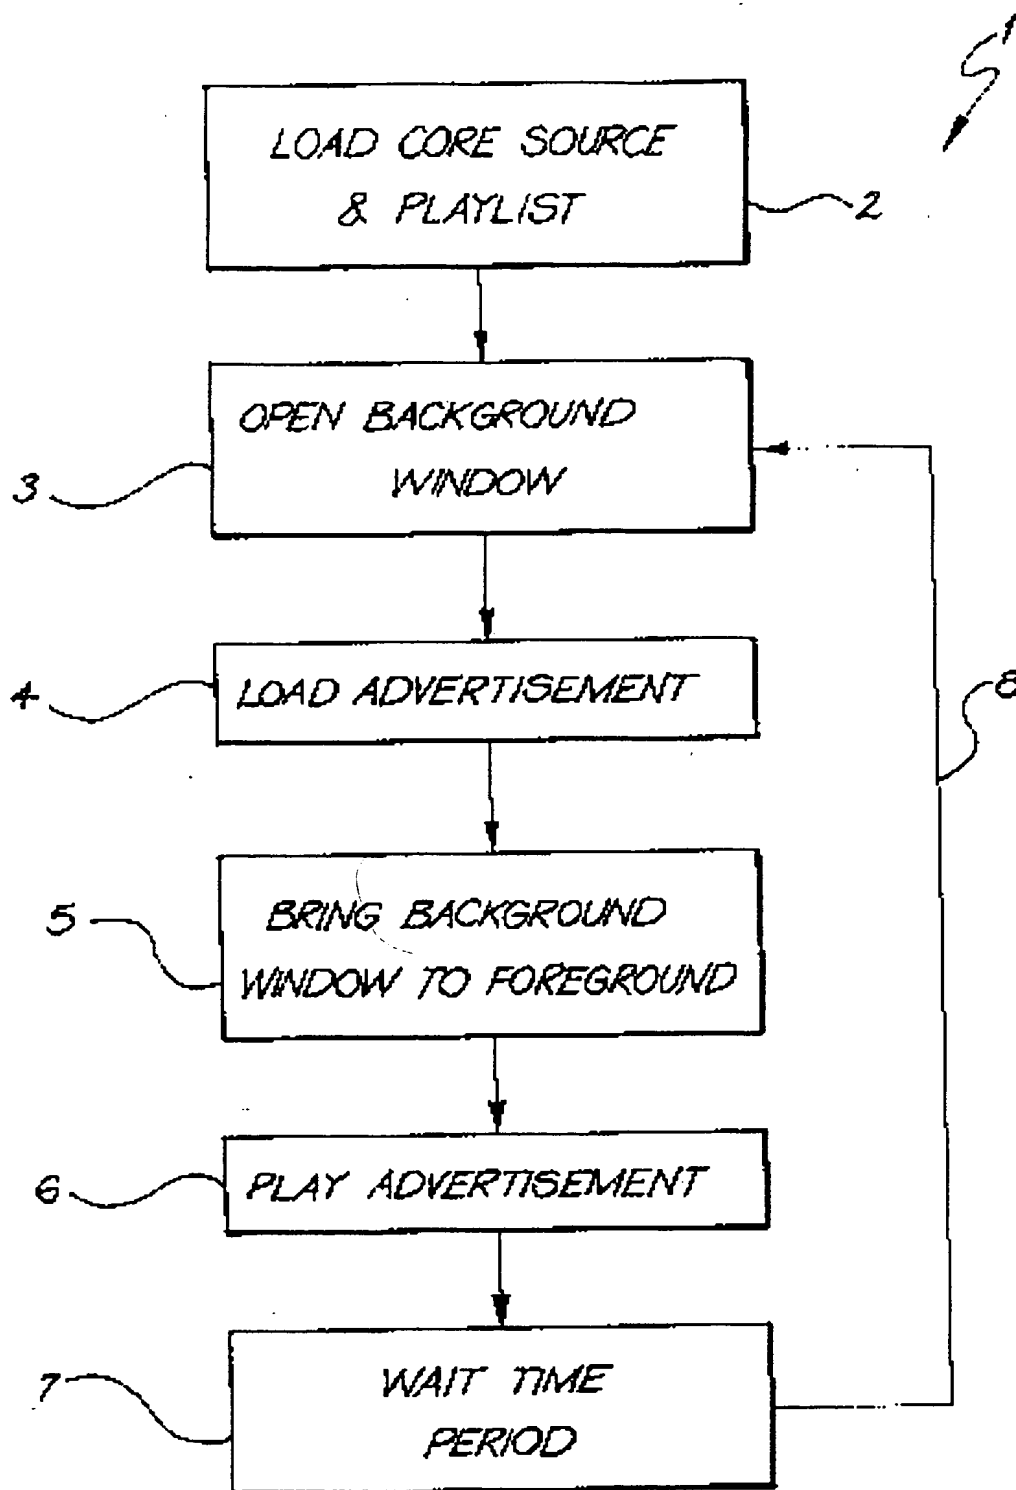 1
LOAD CORE SOURCE
& PLAYLIST
2
OPEN BACKGROUND
WINDOW
3
LOAD ADVERTISEMENT
4
8
BRING BACKGROUND
WINDOW TO FOREGROUND
5
PLAY ADVERTISEMENT
6
WAIT TIME
PERIOD
7